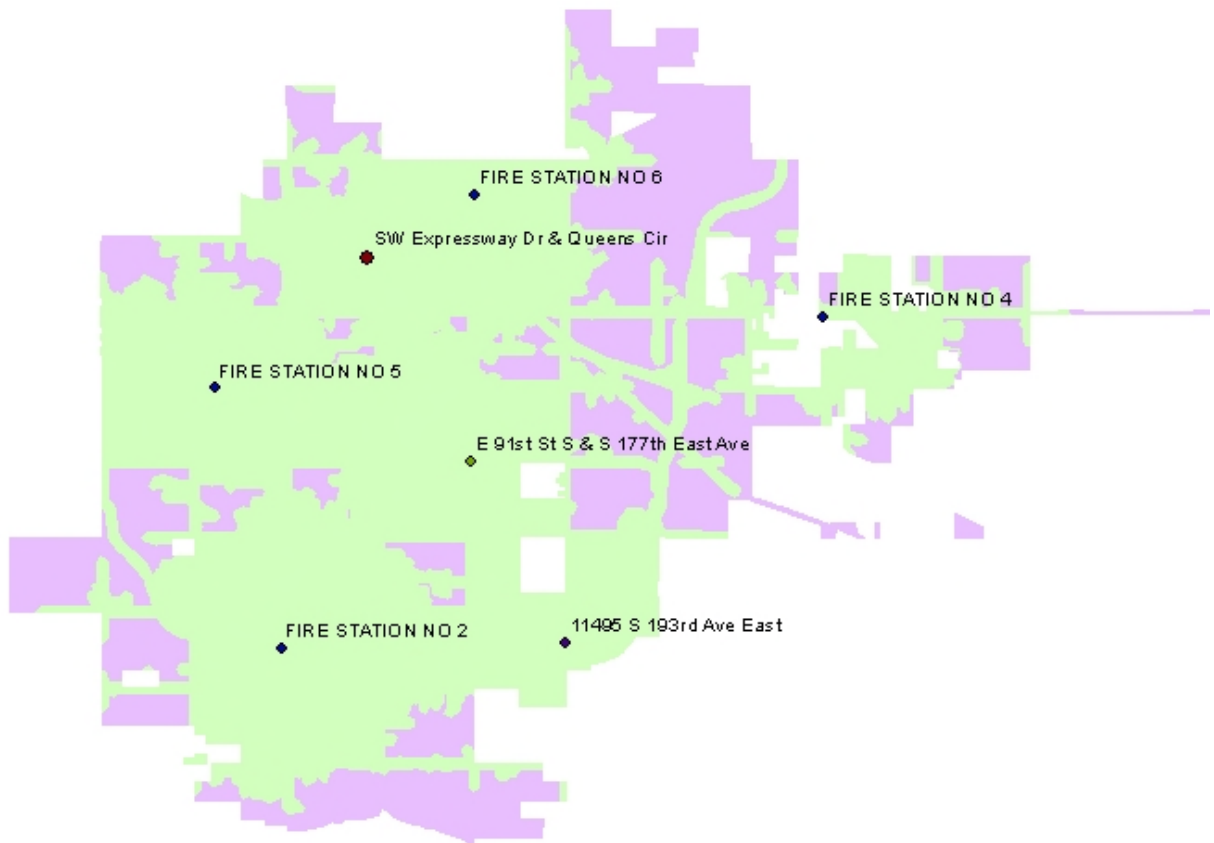 FIRE STATION NO 6
SW Expressway Dr & Queens Cir
FIRE STATION NO 4
FIRE STATION NO 5
E 91st St S & S 177th East Ave
11495 S 193rd Ave East
FIRE STATION NO 2